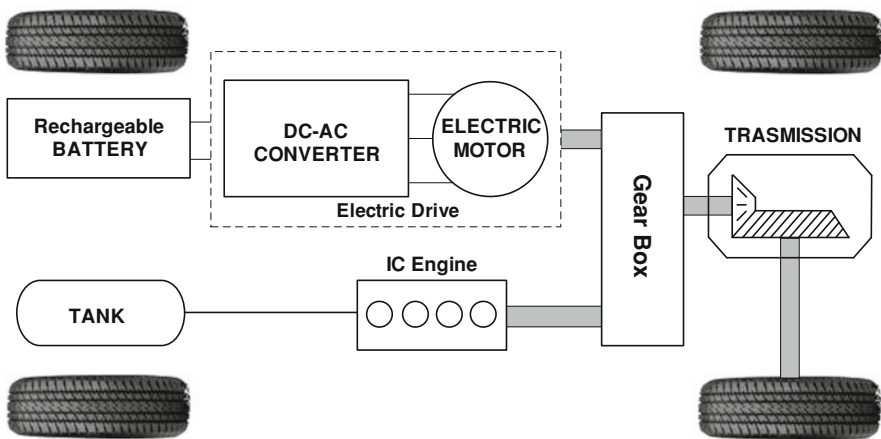 Rechargeable
BATTERY
DC-AC
CONVERTER
ELECTRIC
MOTOR
Electric Drive
Gear Box
TRASMISSION
IC Engine
TANK